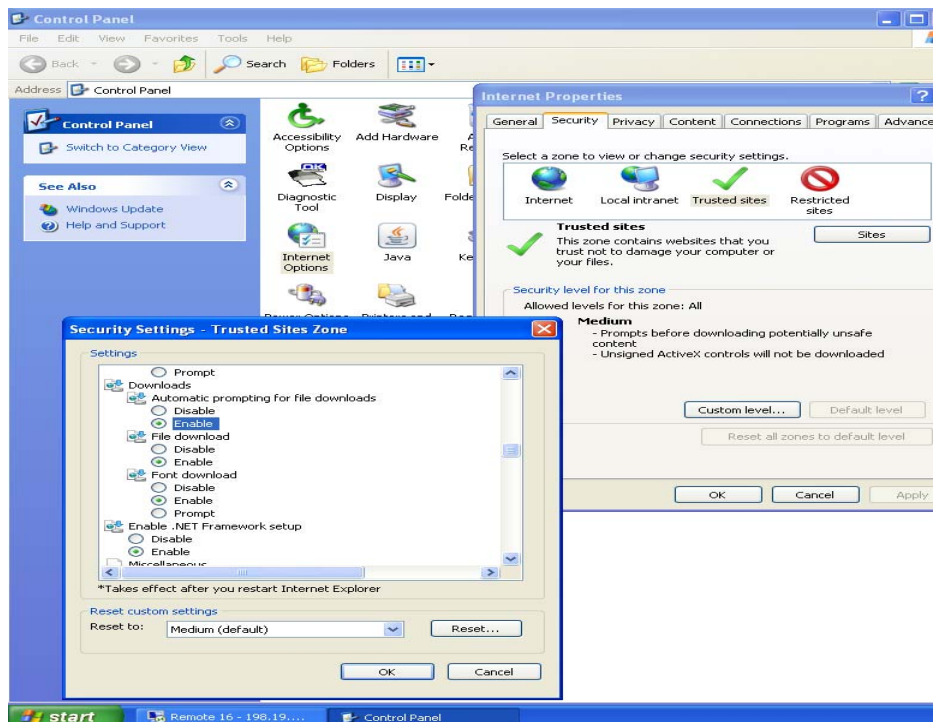 Control Panel
File Edit View Favorites Tools Help
Back Search Folders
Address Control Panel
Control Panel
Switch to Category View
See Also
Windows Update
Help and Support
Accessibility Options
Add Hardware
Diagnostic Tool
Display
Internet Options
Java
Internet Properties
General Security Privacy Content Connections Programs
Select a zone to view or change security settings.
Internet Local intranet Trusted sites Restricted sites
Trusted sites
Sites
This zone contains websites that you
trust not to damage your computer or
your files.
Security level for this zone
Allowed levels for this zone: All
Medium
- Prompts before downloading potentially unsafe
content
- Unsigned ActiveX controls will not be downloaded
Custom level... Default level
Reset all zones to default level
OK Cancel Apply
Security Settings - Trusted Sites Zone
Settings
Prompt
Downloads
Automatic prompting for file downloads
Disable
Enable
File download
Disable
Enable
Font download
Disable
Enable
Prompt
Enable .NET Framework setup
Disable
Enable
Miscellaneous
*Takes effect after you restart Internet Explorer
Reset custom settings
Reset to: Medium (default) Reset...
OK Cancel
start Remote 16 - 198.19.... Control Panel